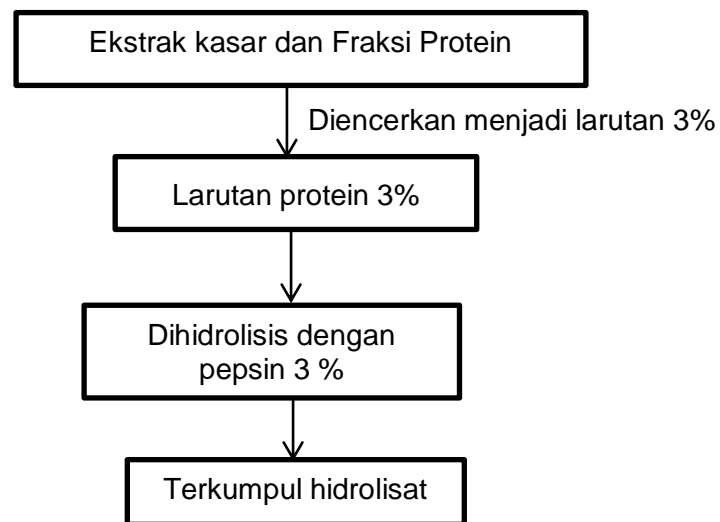 Ekstrak kasar dan Fraksi Protein
Diencerkan menjadi larutan 3%
Larutan protein 3%
Dihidrolisis dengan
pepsin 3 %
Terkumpul hidrolisat